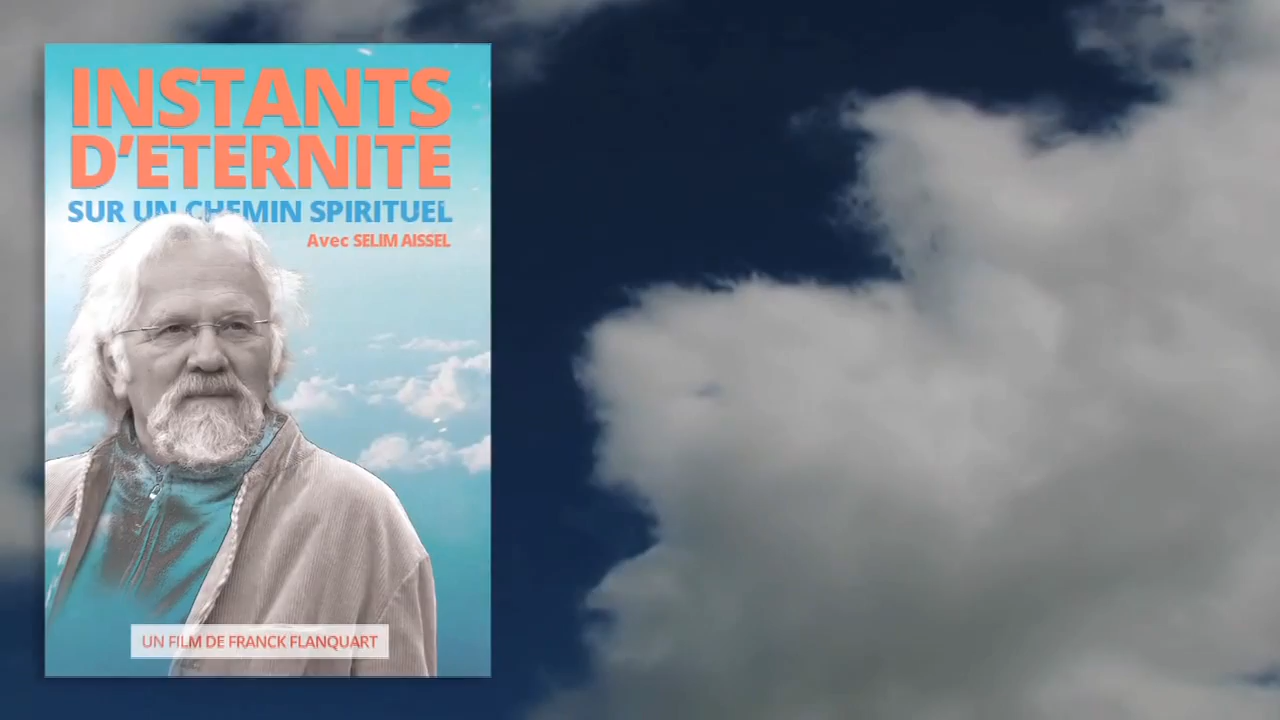 INSTANTS
D'ETERNITE
SUR UN CHEMIN SPIRITUEL
Avec SELIM AISSEL
UN FILM DE FRANCK FLANQUART